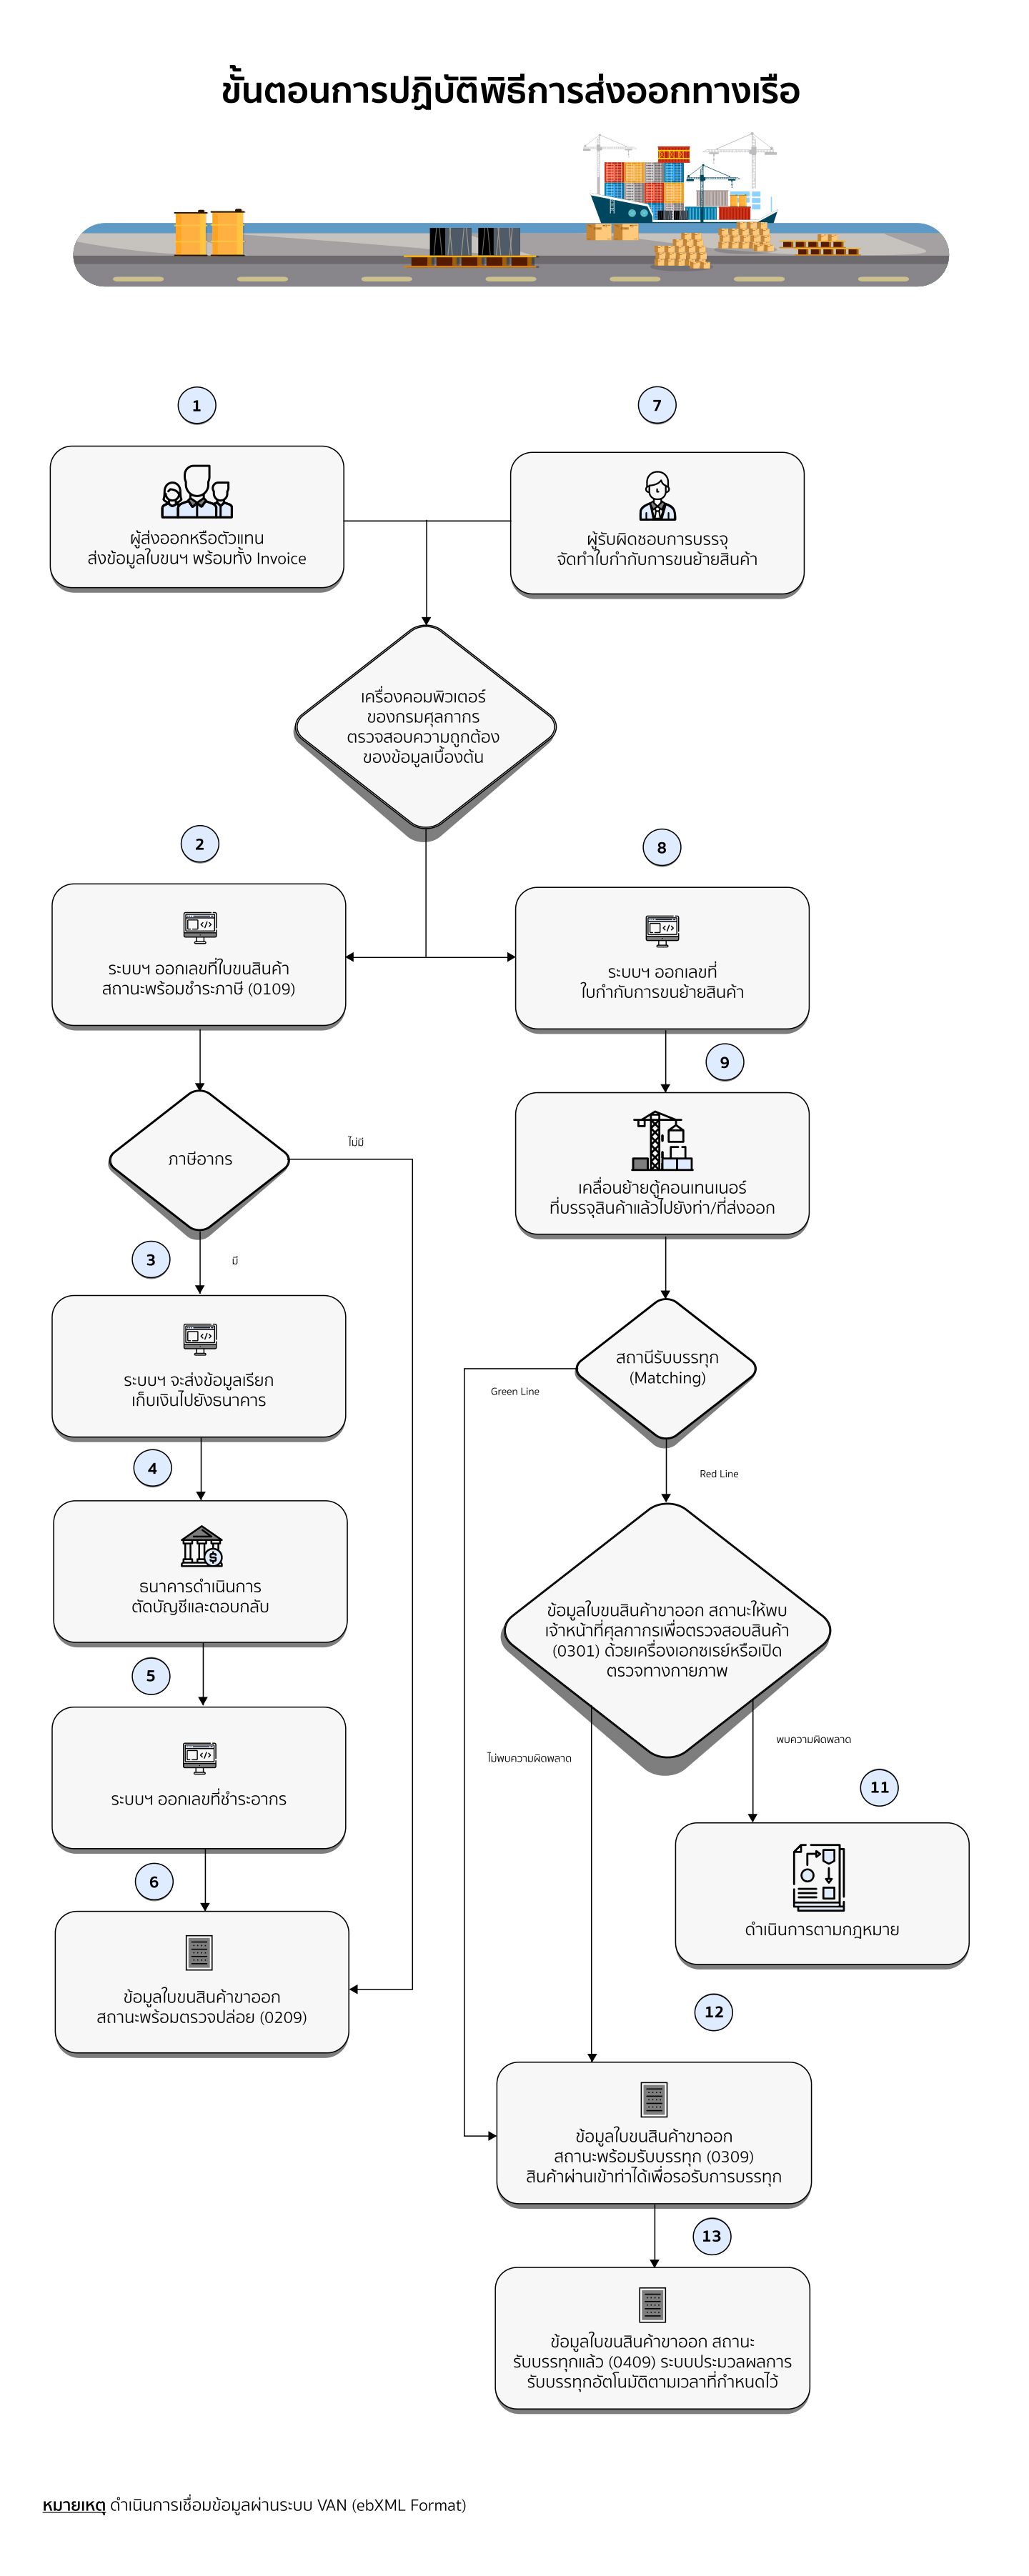 ขั้นตอนการปฏิบัติพิธีการส่งออกทางเรือ
1
ผู้ส่งออกหรือตัวแทน
ส่งข้อมูลใบขนฯ พร้อมทั้ง Invoice
7
ผู้รับผิดชอบการบรรจุ
จัดทำใบกำกับการขนย้ายสินค้า
เครื่องคอมพิวเตอร์
ของกรมศุลกากร
ตรวจสอบความถูกต้อง
ของข้อมูลเบื้องต้น
2
ระบบฯ ออกเลขที่ใบขนสินค้า
สถานะพร้อมชำระภาษี (0109)
ภาษีอากร
ไม่มี
มี
3
ระบบฯ จะส่งข้อมูลเรียก
เก็บเงินไปยังธนาคาร
4
ธนาคารดำเนินการ
ตัดบัญชีและตอบกลับ
5
ระบบฯ ออกเลขที่ชำระอากร
6
ข้อมูลใบขนสินค้าขาออก
สถานะพร้อมตรวจปล่อย (0209)
8
ระบบฯ ออกเลขที่
ใบกำกับการขนย้ายสินค้า
9
เคลื่อนย้ายตู้คอนเทนเนอร์
ที่บรรจุสินค้าแล้วไปยังท่า/ที่ส่งออก
สถานีรับบรรทุก
(Matching)
Green Line
Red Line
ข้อมูลใบขนสินค้าขาออก สถานะให้พบ
เจ้าหน้าที่ศุลกากรเพื่อตรวจสอบสินค้า
(0301) ด้วยเครื่องเอกซเรย์หรือเปิด
ตรวจทางกายภาพ
ไม่พบความผิดพลาด
พบความผิดพลาด
11
ดำเนินการตามกฎหมาย
12
ข้อมูลใบขนสินค้าขาออก
สถานะพร้อมรับบรรทุก (0309)
สินค้าผ่านเข้าท่าได้เพื่อรอรับการบรรทุก
13
ข้อมูลใบขนสินค้าขาออก สถานะ
รับบรรทุกแล้ว (0409) ระบบประมวลผลการ
รับบรรทุกอัตโนมัติตามเวลาที่กำหนดไว้
หมายเหตุ ดำเนินการเชื่อมข้อมูลผ่านระบบ VAN (ebXML Format)